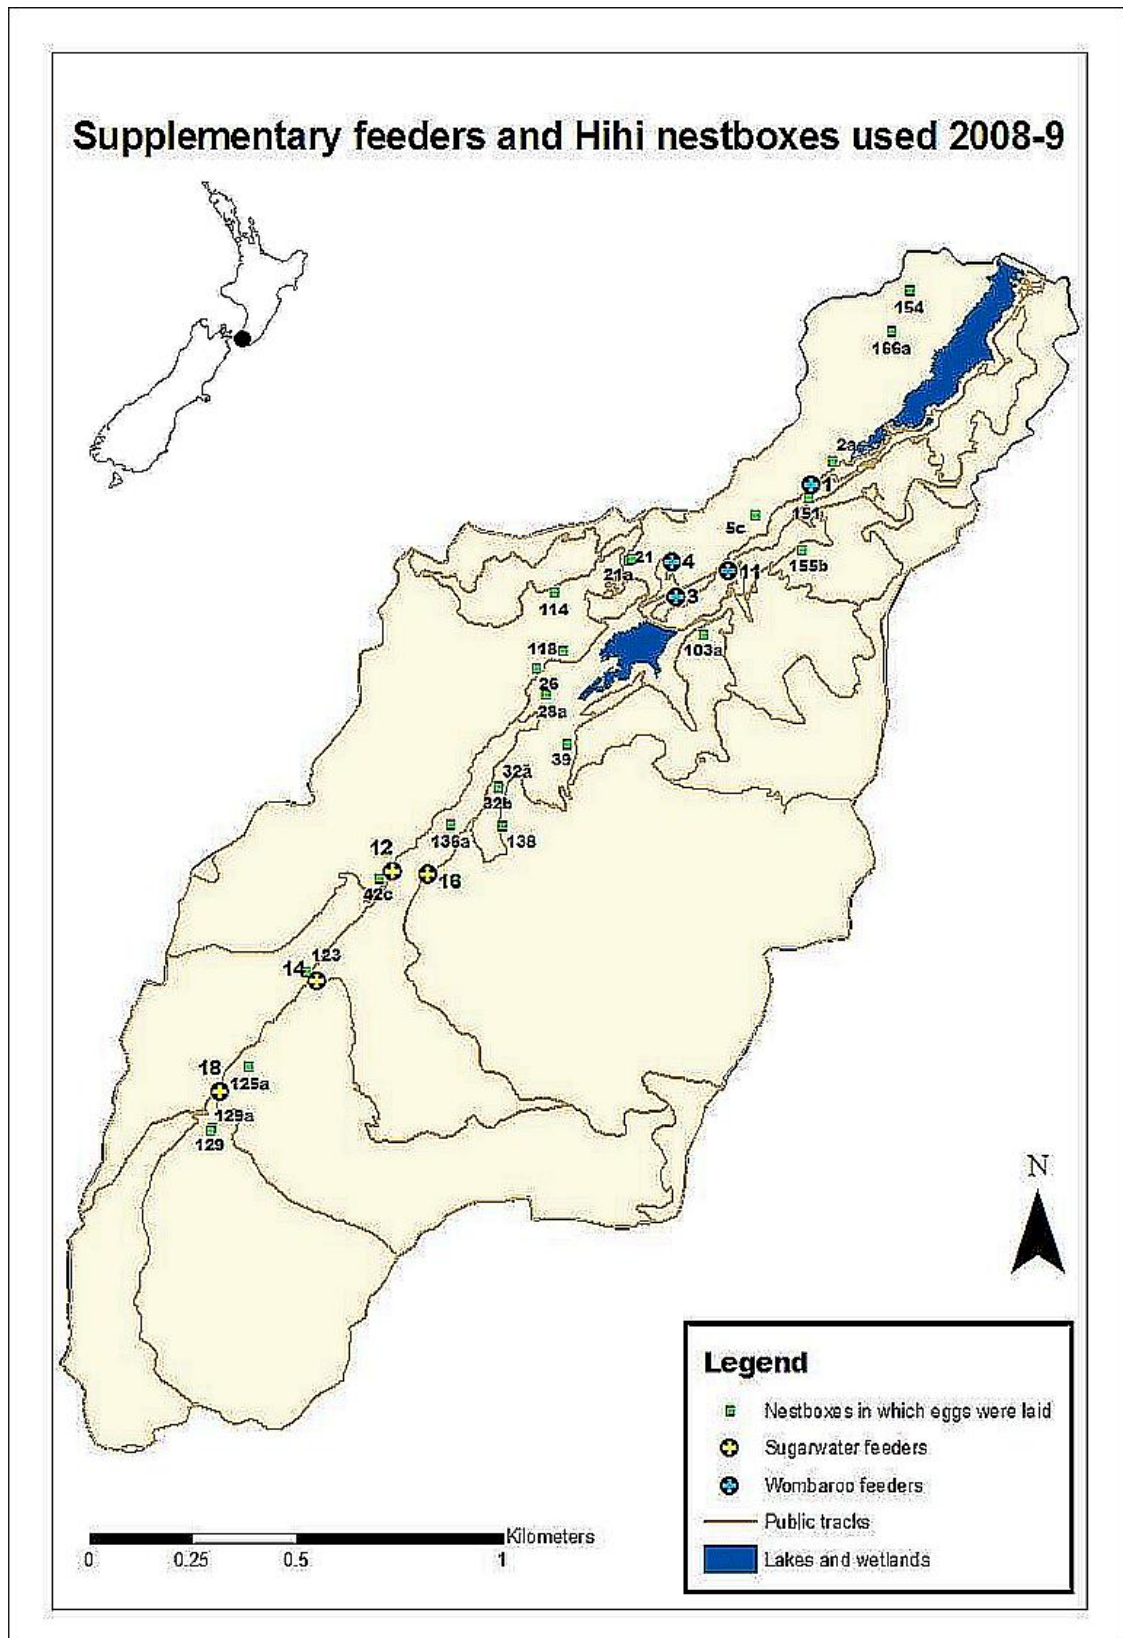 Supplementary feeders and Hihi nestboxes used 2008-9
154
166a
2a
1
151
5c
155b
21
4
21a
11
3
114
103a
118
26
28a
39
32a
32b
136a
138
12
16
42c
123
14
18
125a
129a
129
N
Legend
Nestboxes in which eggs were laid
Sugarwater feeders
Wombaroo feeders
Public tracks
Lakes and wetlands
Kilometers
0 0.25 0.5 1